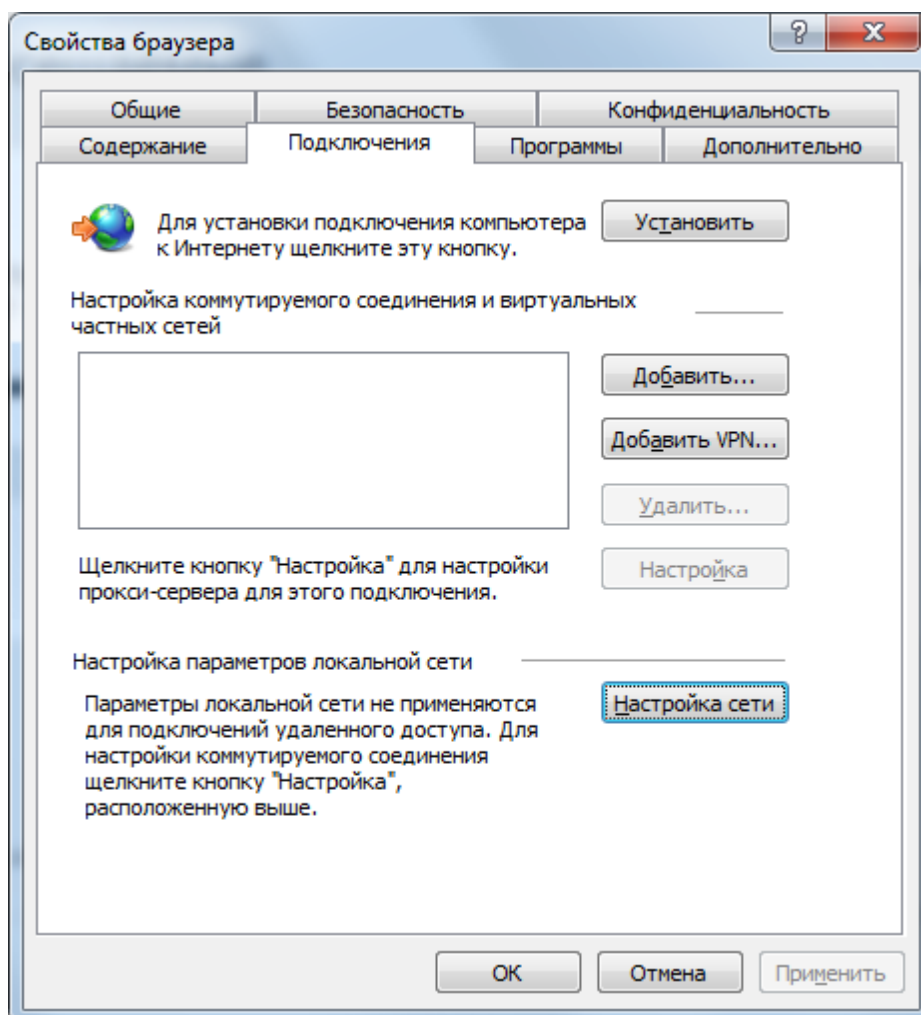 Свойства браузера
Общие
Безопасность
Конфиденциальность
Содержание
Подключения
Программы
Дополнительно
Для установки подключения компьютера
к Интернету щелкните эту кнопку.
Установить
Настройка коммутируемого соединения и виртуальных
частных сетей
Добавить...
Добавить VPN...
Удалить...
Щелкните кнопку "Настройка" для настройки
прокси-сервера для этого подключения.
Настройка
Настройка параметров локальной сети
Параметры локальной сети не применяются
для подключений удаленного доступа. Для
настройки коммутируемого соединения
щелкните кнопку "Настройка",
расположенную выше.
Настройка сети
ОК
Отмена
Применить